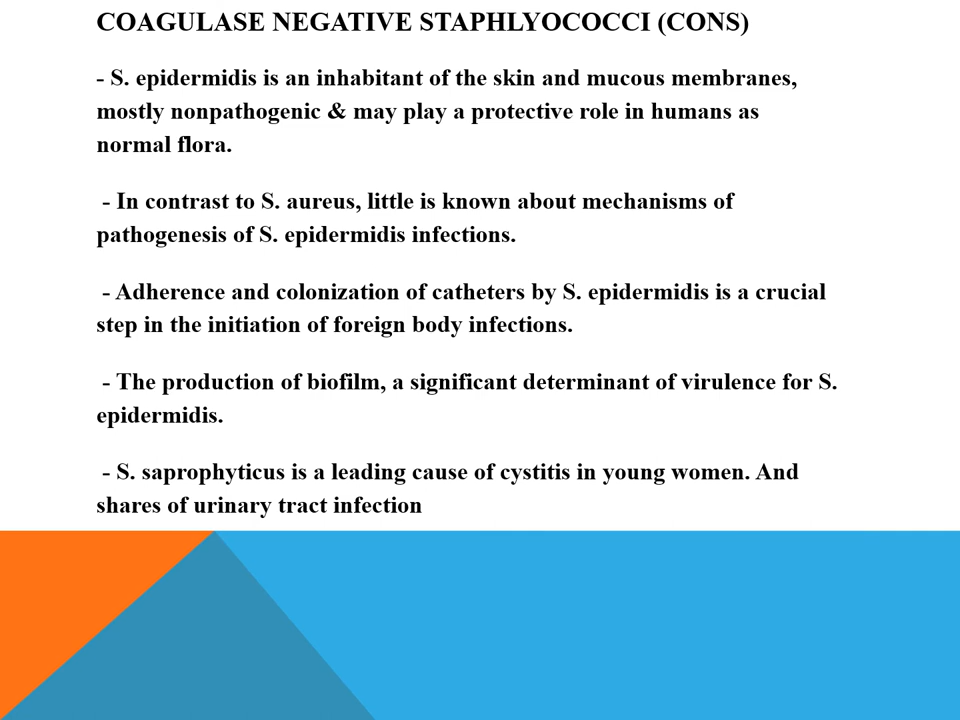 COAGULASE NEGATIVE STAPHLYOCOCCI (CONS)
- S. epidermidis is an inhabitant of the skin and mucous membranes,
mostly nonpathogenic & may play a protective role in humans as
normal flora.
- In contrast to S. aureus, little is known about mechanisms of
pathogenesis of S. epidermidis infections.
- Adherence and colonization of catheters by S. epidermidis is a crucial
step in the initiation of foreign body infections.
- The production of biofilm, a significant determinant of virulence for S.
epidermidis.
- S. saprophyticus is a leading cause of cystitis in young women. And
shares of urinary tract infection